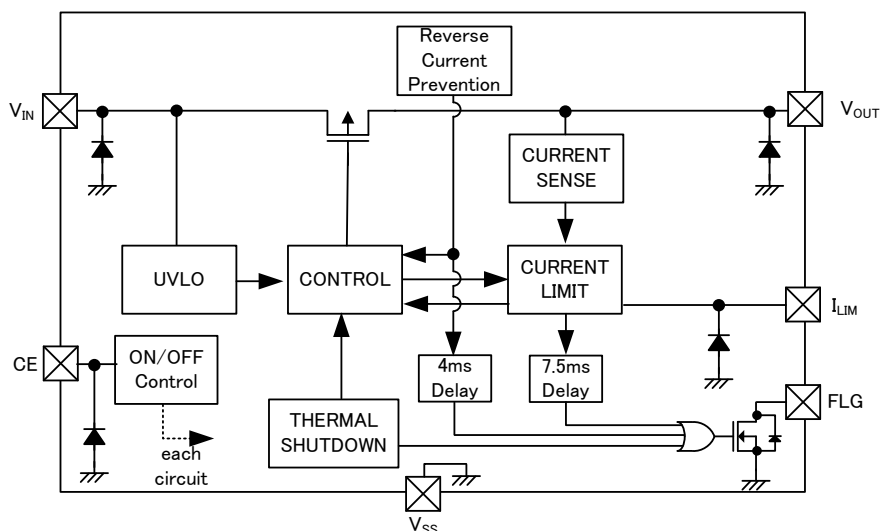 Reverse
Current
Prevention
VIN
VOUT
CURRENT
SENSE
UVLO
CONTROL
CURRENT
LIMIT
ILIM
CE
ON/OFF
Control
4ms
Delay
7.5ms
Delay
FLG
THERMAL
SHUTDOWN
each
circuit
VSS